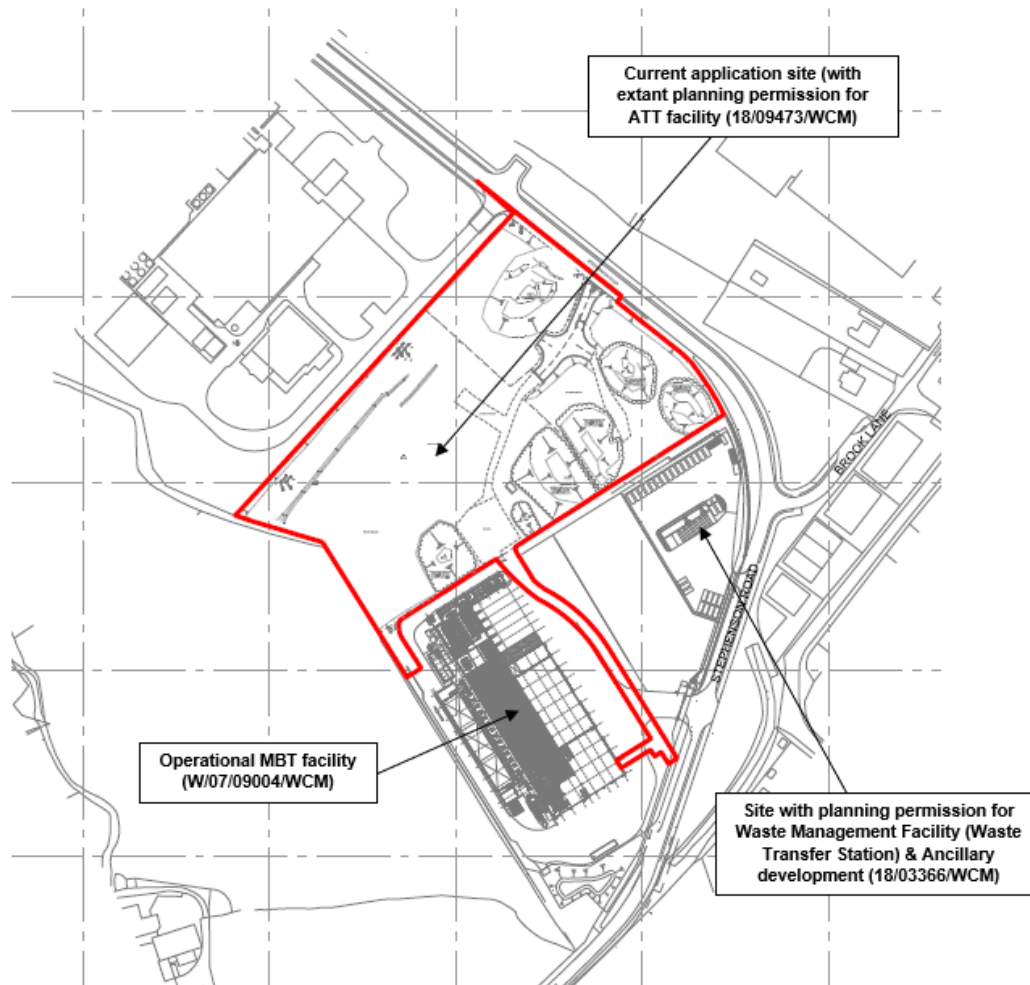 Current application site (with
extant planning permission for
ATT facility (18/09473/WCM)
BROOK LANE
STEPHENSON ROAD
Operational MBT facility
(W/07/09004/WCM)
Site with planning permission for
Waste Management Facility (Waste
Transfer Station) & Ancillary
development (18/03366/WCM)